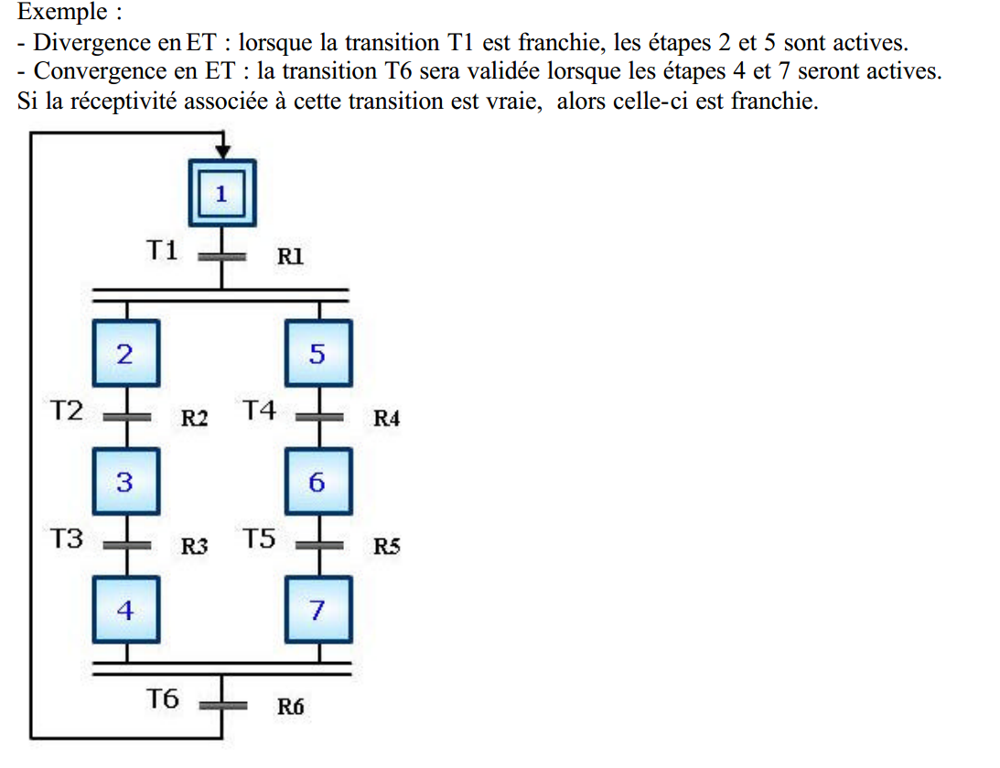 Exemple :
- Divergence en ET : lorsque la transition T1 est franchie, les étapes 2 et 5 sont actives.
- Convergence en ET : la transition T6 sera validée lorsque les étapes 4 et 7 seront actives.
Si la réceptivité associée à cette transition est vraie, alors celle-ci est franchie.
1
T1 R1
2 5
T2 R2 T4 R4
3 6
T3 R3 T5 R5
4 7
T6 R6